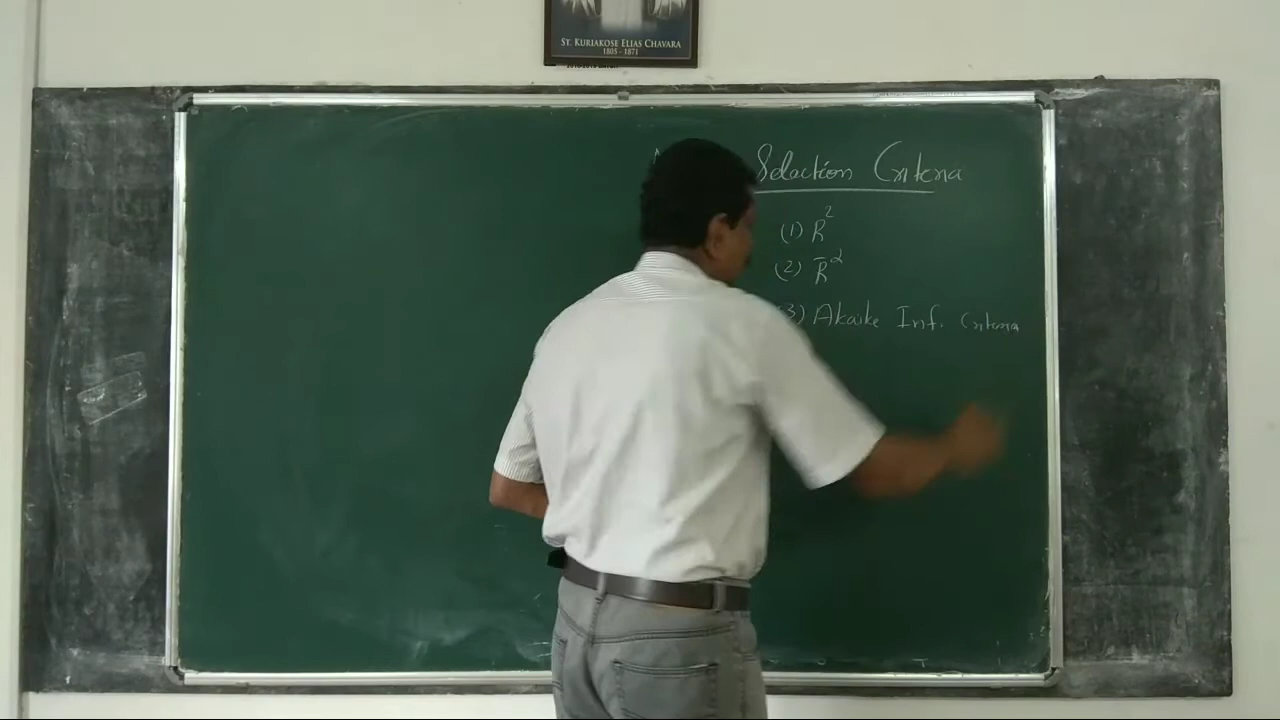 ST. KURIAKOSE ELIAS CHAVARA
1805 - 1871
Selection Criteria
(1) R²
(2) R̄²
(3) Akaike Inf. Criteria